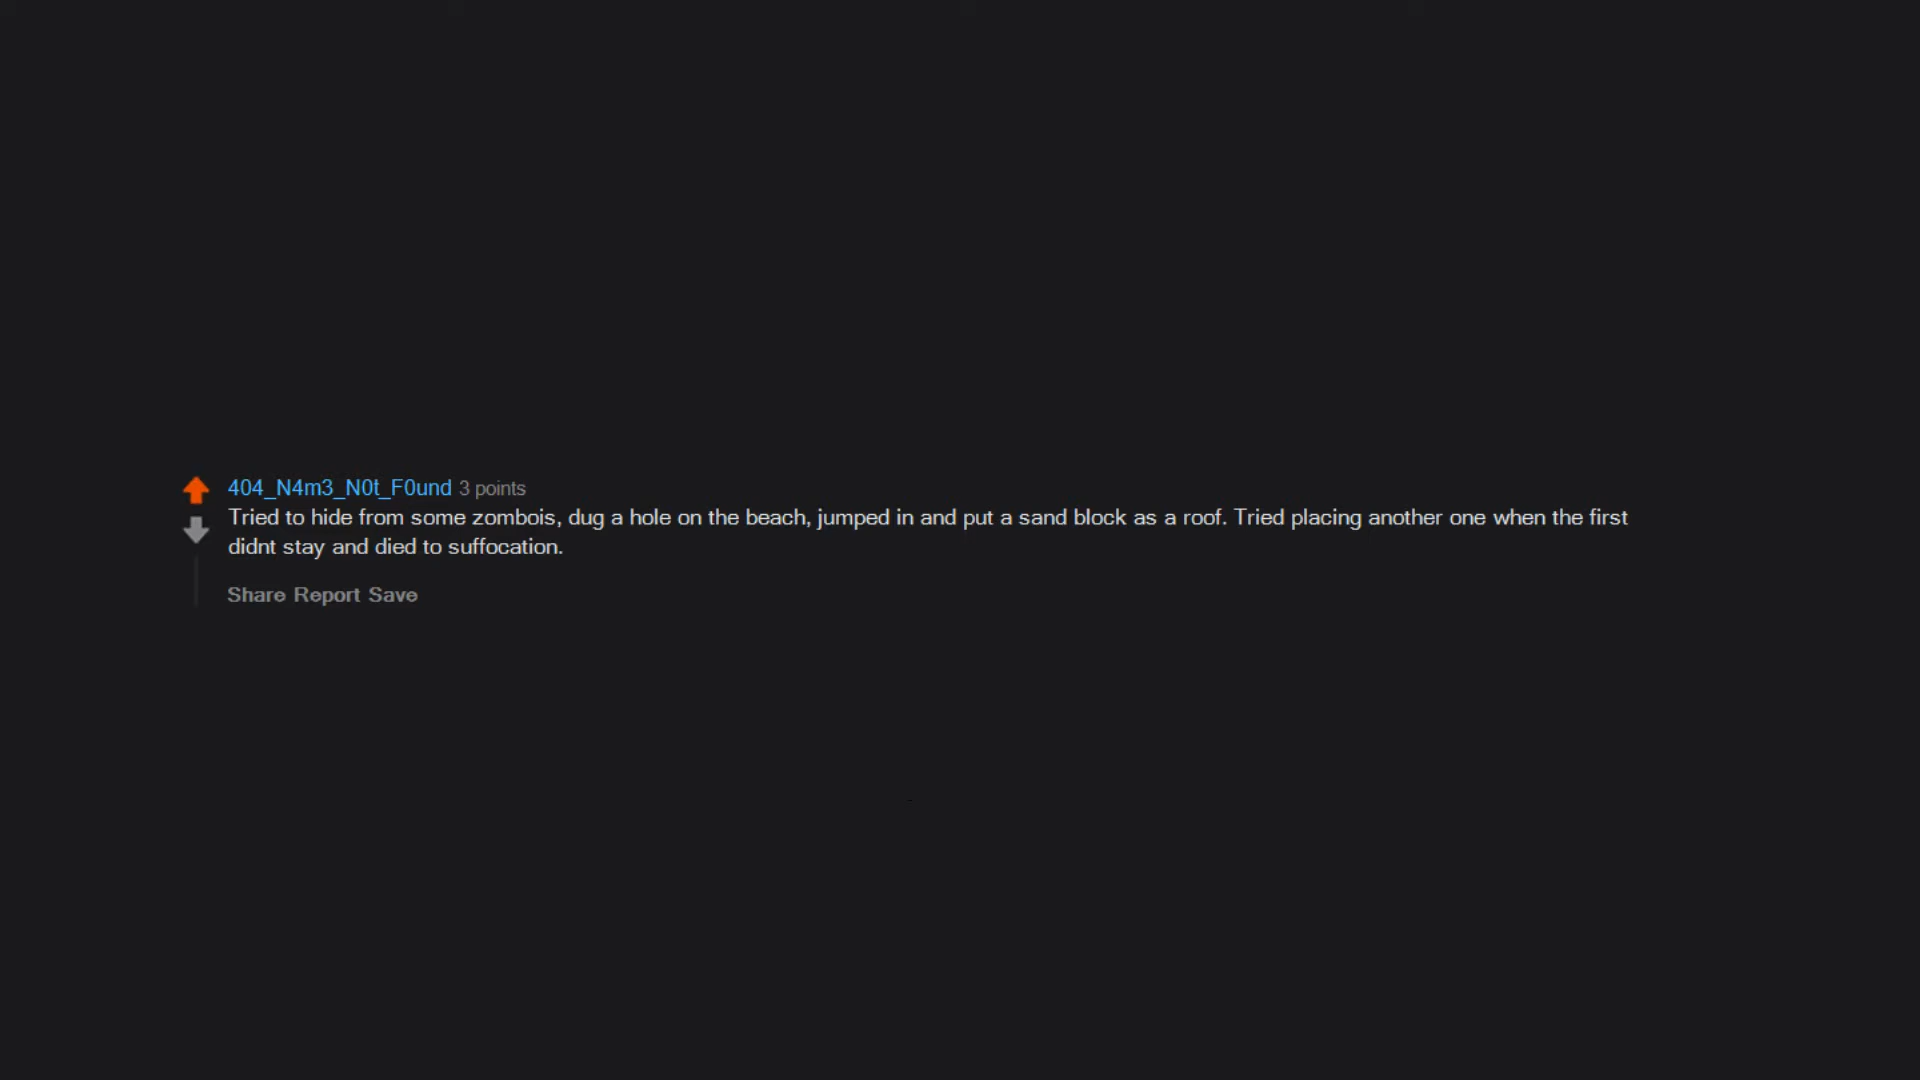 404_N4m3_N0t_F0und 3 points
Tried to hide from some zombois, dug a hole on the beach, jumped in and put a sand block as a roof. Tried placing another one when the first
didnt stay and died to suffocation.
Share Report Save